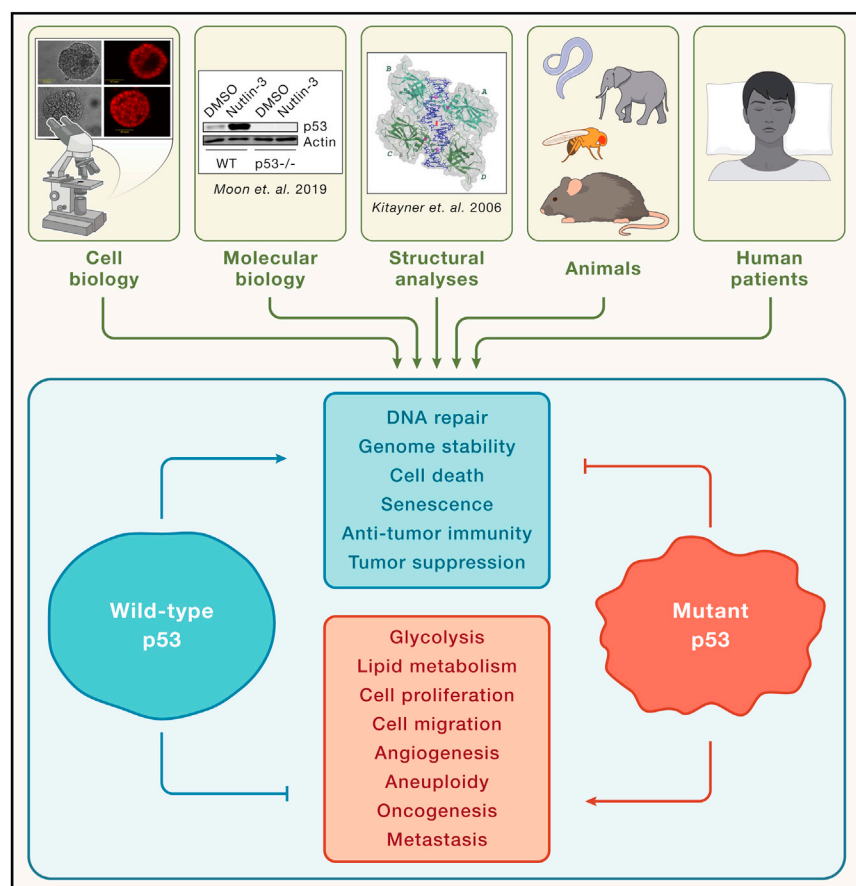 DMSO
Nutlin-3
DMSO
Nutlin-3
p53
Actin
WT
p53-/-
Moon et. al. 2019
B
A
C
D
Kitayner et. al. 2006
Cell
biology
Molecular
biology
Structural
analyses
Animals
Human
patients
DNA repair
Genome stability
Cell death
Senescence
Anti-tumor immunity
Tumor suppression
Wild-type
p53
Mutant
p53
Glycolysis
Lipid metabolism
Cell proliferation
Cell migration
Angiogenesis
Aneuploidy
Oncogenesis
Metastasis